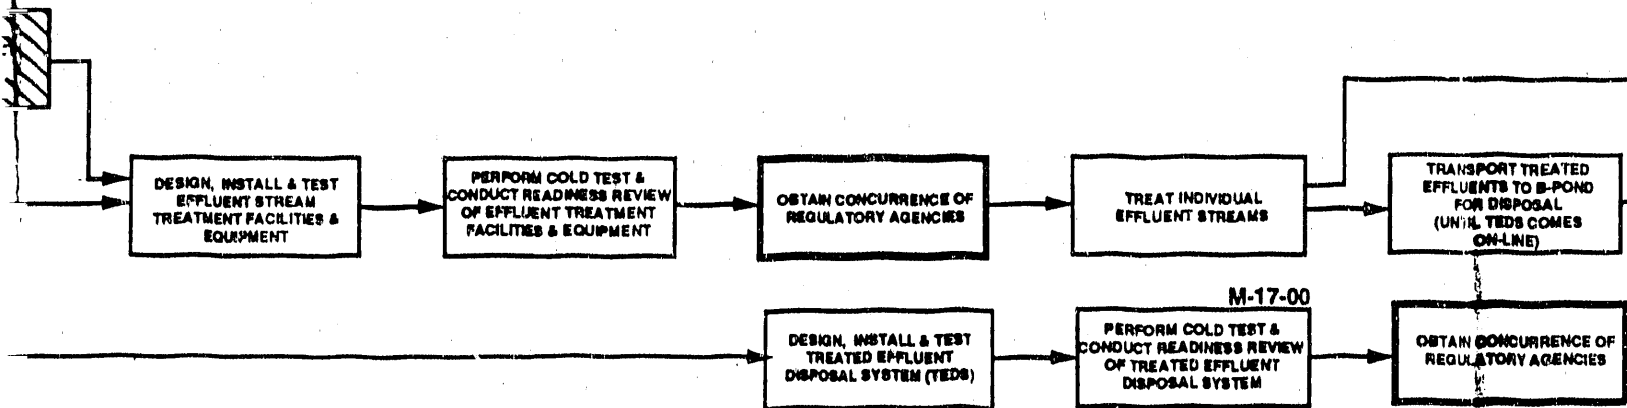 DESIGN, INSTALL & TEST
EFFLUENT STREAM
TREATMENT FACILITIES &
EQUIPMENT
PERFORM COLD TEST &
CONDUCT READINESS REVIEW
OF EFFLUENT TREATMENT
FACILITIES & EQUIPMENT
OBTAIN CONCURRENCE OF
REGULATORY AGENCIES
TREAT INDIVIDUAL
EFFLUENT STREAMS
TRANSPORT TREATED
EFFLUENTS TO B-POND
FOR DISPOSAL
(UNTIL TEDS COMES
ON-LINE)
DESIGN, INSTALL & TEST
TREATED EFFLUENT
DISPOSAL SYSTEM (TEDS)
M-17-00
PERFORM COLD TEST &
CONDUCT READINESS REVIEW
OF TREATED EFFLUENT
DISPOSAL SYSTEM
OBTAIN CONCURRENCE OF
REGULATORY AGENCIES